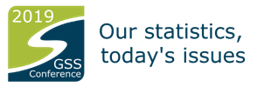 2019
GSS
Conference
Our statistics,
today's issues